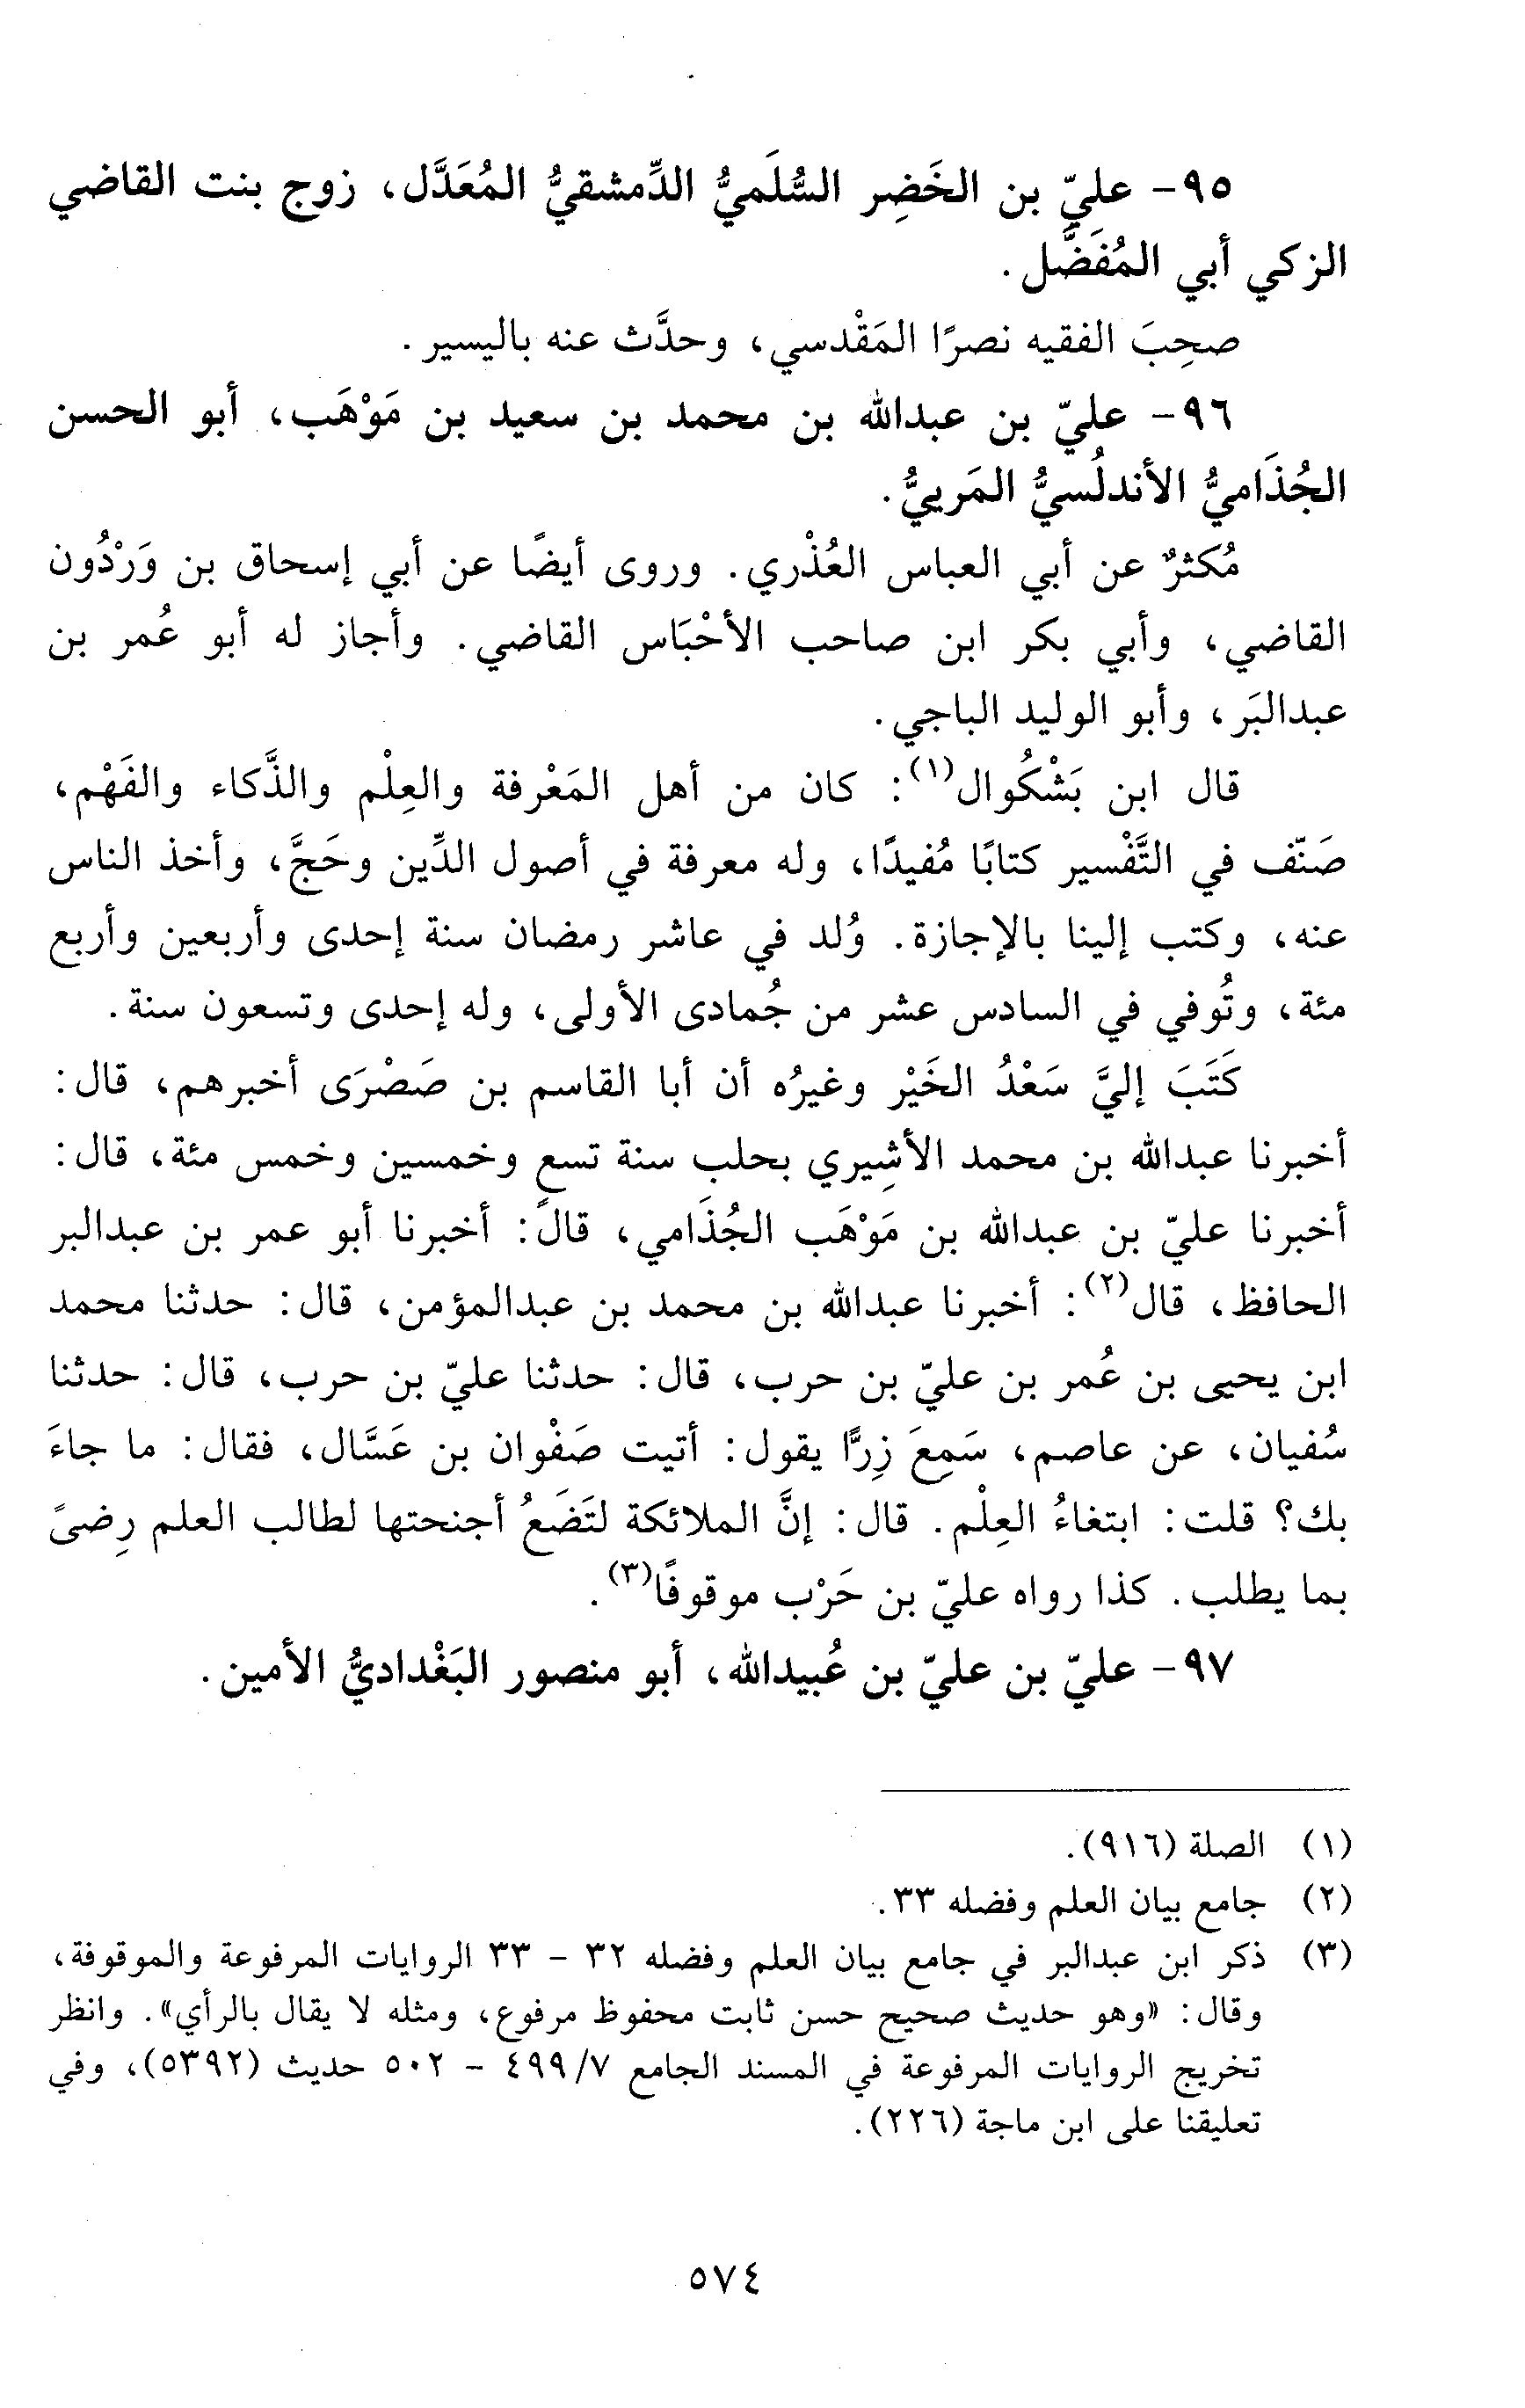 ٩٥- عليّ بن الخَضِر السُّلَميُّ الدِّمشقيُّ المُعَدَّل، زوج بنت القاضي
الزكي أبي المُفَضَّل.
صحِبَ الفقيه نصرًا المَقْدسي، وحدَّث عنه باليسير.
٩٦- عليّ بن عبدالله بن محمد بن سعيد بن مَوْهَب، أبو الحسن
الجُذَاميُّ الأندلُسيُّ المَرييُّ.
مُكثرٌ عن أبي العباس العُذْري. وروى أيضًا عن أبي إسحاق بن وَرْدُون
القاضي، وأبي بكر ابن صاحب الأحْبَاس القاضي. وأجاز له أبو عُمر بن
عبدالبَر، وأبو الوليد الباجي.
قال ابن بَشْكُوال(١): كان من أهل المَعْرفة والعِلْم والذَّكاء والفَهْم،
صَنّف في التَّفْسير كتابًا مُفيدًا، وله معرفة في أصول الدِّين وحَجَّ، وأخذ الناس
عنه، وكتب إلينا بالإجازة. وُلد في عاشر رمضان سنة إحدى وأربعين وأربع
مئة، وتُوفي في السادس عشر من جُمادى الأولى، وله إحدى وتسعون سنة.
كَتَبَ إليَّ سَعْدُ الخَيْر وغيرُه أن أبا القاسم بن صَصْرَى أخبرهم، قال:
أخبرنا عبدالله بن محمد الأشِيري بحلب سنة تسع وخمسين وخمس مئة، قال:
أخبرنا عليّ بن عبدالله بن مَوْهَب الجُذَامي، قال: أخبرنا أبو عمر بن عبدالبر
الحافظ، قال(٢): أخبرنا عبدالله بن محمد بن عبدالمؤمن، قال: حدثنا محمد
ابن يحيى بن عُمر بن عليّ بن حرب، قال: حدثنا عليّ بن حرب، قال: حدثنا
سُفيان، عن عاصم، سَمِعَ زِرًّا يقول: أتيت صَفْوان بن عَسَّال، فقال: ما جاءَ
بك؟ قلت: ابتغاءُ العِلْم. قال: إنَّ الملائكة لتَضَعُ أجنحتها لطالب العلم رِضىً
بما يطلب. كذا رواه عليّ بن حَرْب موقوفًا(٣).
٩٧- عليّ بن عليّ بن عُبيدالله، أبو منصور البَغْداديُّ الأمين.
(١) الصلة (٩١٦).
(٢) جامع بيان العلم وفضله ٣٣.
(٣) ذكر ابن عبدالبر في جامع بيان العلم وفضله ٣٢ - ٣٣ الروايات المرفوعة والموقوفة،
وقال: «وهو حديث صحيح حسن ثابت محفوظ مرفوع، ومثله لا يقال بالرأي». وانظر
تخريج الروايات المرفوعة في المسند الجامع ٧/ ٤٩٩ - ٥٠٢ حديث (٥٣٩٢)، وفي
تعليقنا على ابن ماجة (٢٢٦).
٥٧٤